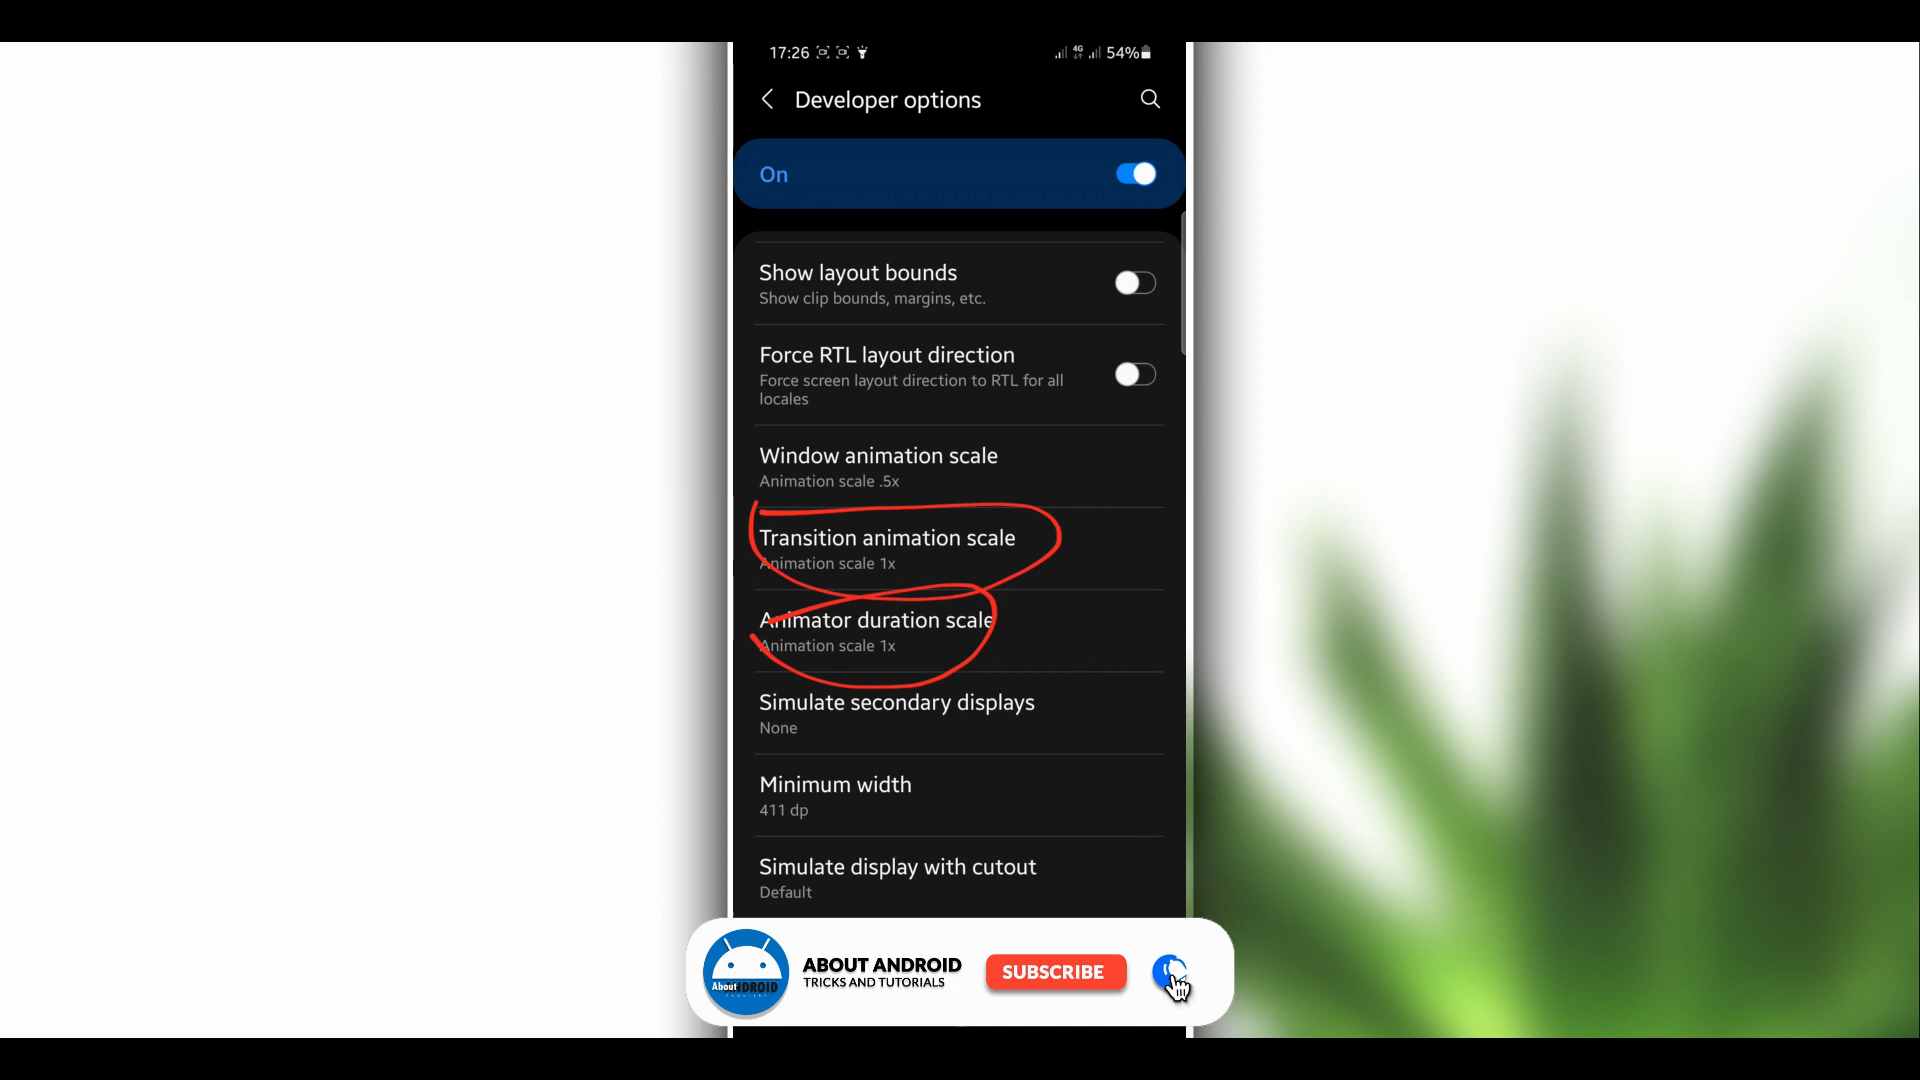 17:26
4G
54%
Developer options
On
Show layout bounds
Show clip bounds, margins, etc.
Force RTL layout direction
Force screen layout direction to RTL for all
locales
Window animation scale
Animation scale .5x
Transition animation scale
Animation scale 1x
Animator duration scale
Animation scale 1x
Simulate secondary displays
None
Minimum width
411 dp
Simulate display with cutout
Default
About ANDROID
ABOUT ANDROID
TRICKS AND TUTORIALS
SUBSCRIBE